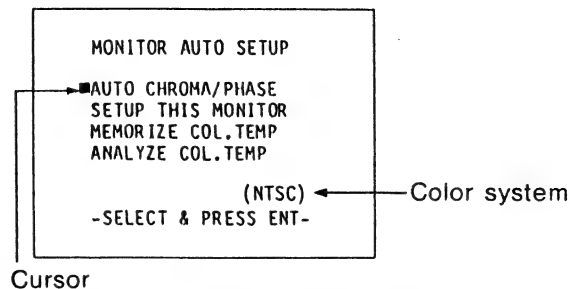 MONITOR AUTO SETUP
AUTO CHROMA/PHASE
SETUP THIS MONITOR
MEMORIZE COL.TEMP
ANALYZE COL.TEMP
(NTSC)
Color system
-SELECT & PRESS ENT-
Cursor